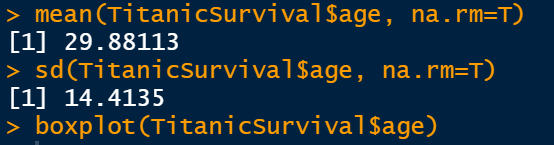 > mean(TitanicSurvival$age, na.rm=T)
[1] 29.88113
> sd(TitanicSurvival$age, na.rm=T)
[1] 14.4135
> boxplot(TitanicSurvival$age)